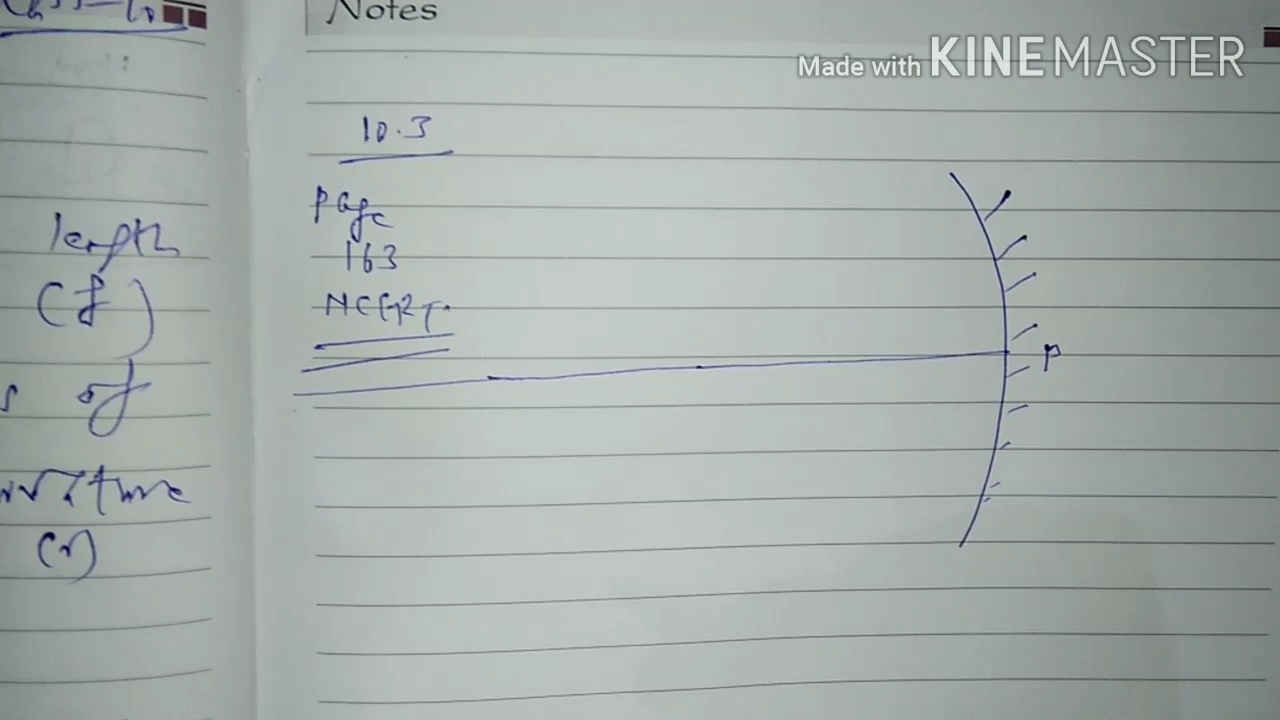 length
(f)
s of
(r)
Notes
10.3
Page
163
NCERT.
P
Made with KINEMASTER